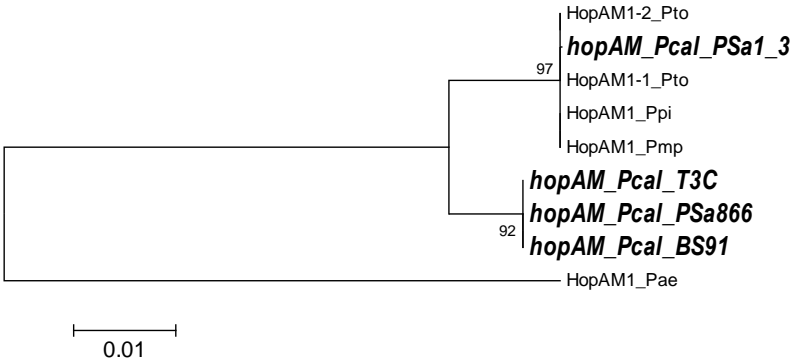 HopAM1-2_Pto
hopAM_Pcal_PSa1_3
97
HopAM1-1_Pto
HopAM1_Ppi
HopAM1_Pmp
hopAM_Pcal_T3C
hopAM_Pcal_PSa866
92
hopAM_Pcal_BS91
HopAM1_Pae
0.01